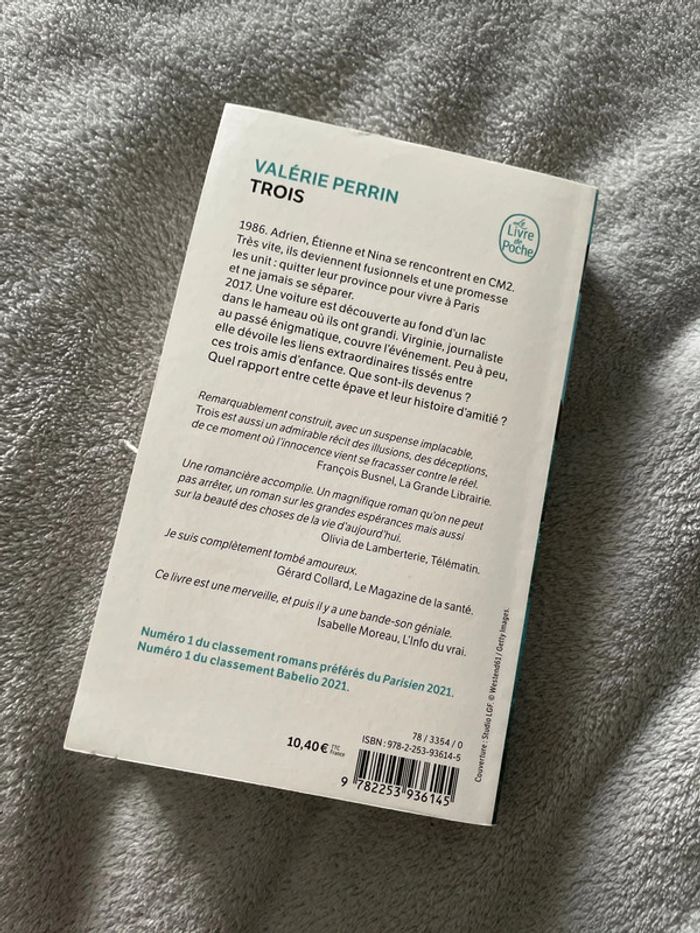 VALÉRIE PERRIN
TROIS
Le
Livre
de
Poche
1986. Adrien, Étienne et Nina se rencontrent en CM2.
Très vite, ils deviennent fusionnels et une promesse
les unit : quitter leur province pour vivre à Paris
et ne jamais se séparer.
2017. Une voiture est découverte au fond d'un lac
dans le hameau où ils ont grandi. Virginie, journaliste
au passé énigmatique, couvre l'événement. Peu à peu,
elle dévoile les liens extraordinaires tissés entre
ces trois amis d'enfance. Que sont-ils devenus ?
Quel rapport entre cette épave et leur histoire d'amitié ?
Remarquablement construit, avec un suspense implacable,
Trois est aussi un admirable récit des illusions, des déceptions,
de ce moment où l'innocence vient se fracasser contre le réel.
François Busnel, La Grande Librairie.
Une romancière accomplie. Un magnifique roman qu'on ne peut
pas arrêter, un roman sur les grandes espérances mais aussi
sur la beauté des choses de la vie d'aujourd'hui.
Olivia de Lamberterie, Télématin.
Je suis complètement tombé amoureux.
Gérard Collard, Le Magazine de la santé.
Ce livre est une merveille, et puis il y a une bande-son géniale.
Isabelle Moreau, L'Info du vrai.
Numéro 1 du classement romans préférés du Parisien 2021.
Numéro 1 du classement Babelio 2021.
Couverture : Studio LGF. © Westend61 / Getty Images.
10,40 € TTC
France
78 / 3354 / 0
ISBN : 978-2-253-93614-5
9 782253 936145